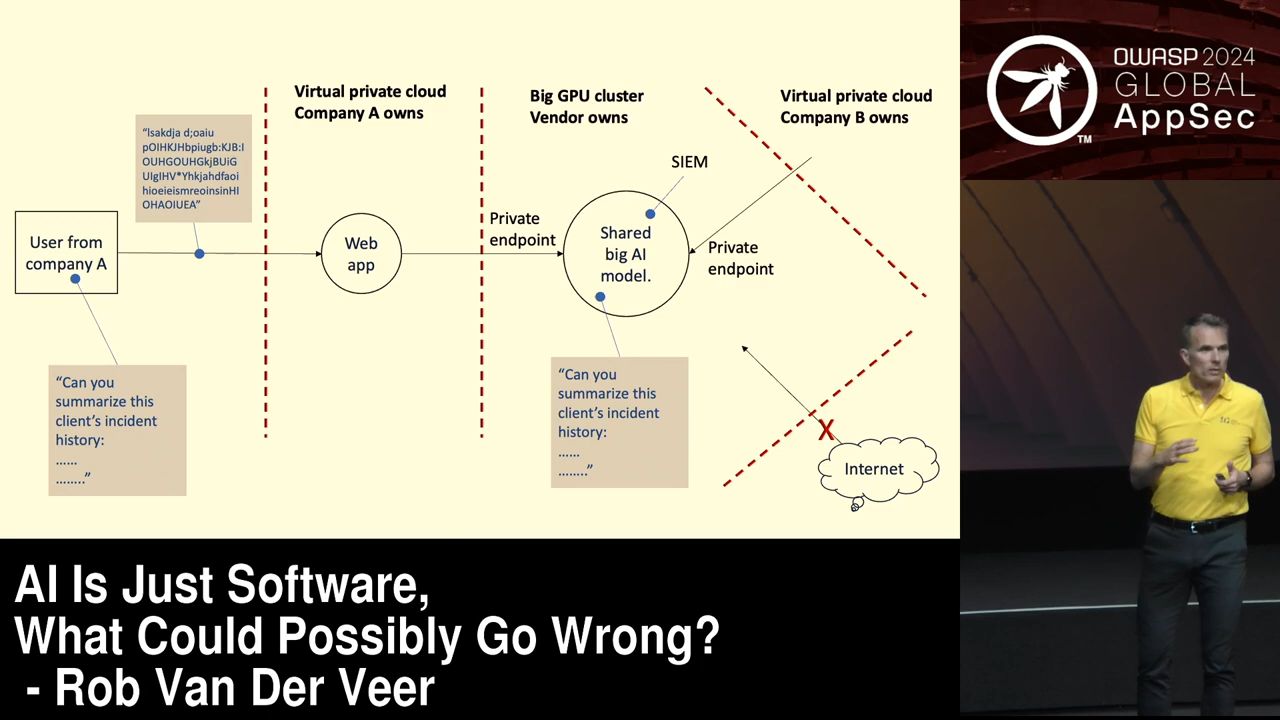 Virtual private cloud
Company A owns
Big GPU cluster
Vendor owns
Virtual private cloud
Company B owns
“lsakdja d;oaiu
pOIHKJHbpiugb:KJB:I
OUHGOUHGkjBUiG
UIgIHV*Yhkjahdfaoi
hioeieismreoinsinHI
OHAOIUEA”
SIEM
User from
company A
Web
app
Private
endpoint
Shared
big AI
model.
Private
endpoint
“Can you
summarize this
client’s incident
history:
……
……..”
“Can you
summarize this
client’s incident
history:
……
……..”
X
Internet
OWASP 2024
GLOBAL
AppSec
TM
AI Is Just Software,
What Could Possibly Go Wrong?
- Rob Van Der Veer